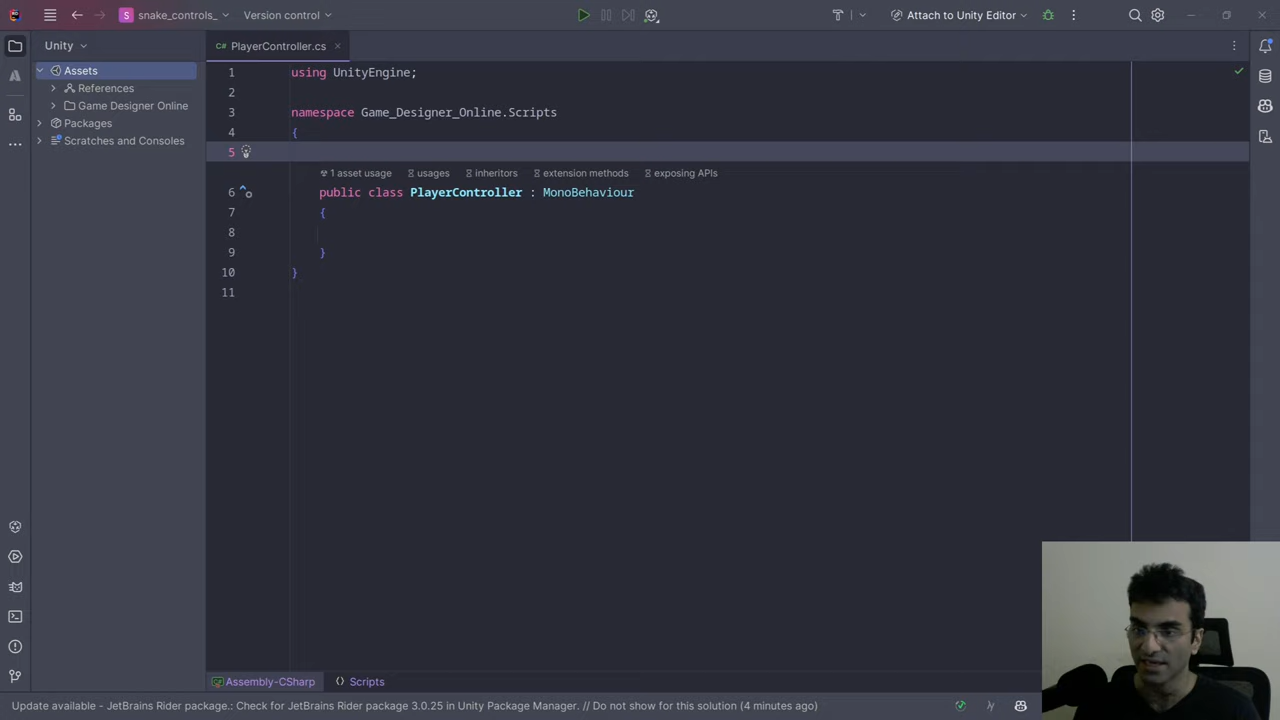 S snake_controls_ Version control Attach to Unity Editor
Unity
C# PlayerController.cs
Assets
References
Game Designer Online
Packages
Scratches and Consoles
1 using UnityEngine;
2
3 namespace Game_Designer_Online.Scripts
4 {
5
1 asset usage usages inheritors extension methods exposing APIs
6 public class PlayerController : MonoBehaviour
7 {
8
9 }
10 }
11
Assembly-CSharp {} Scripts
Update available - JetBrains Rider package.: Check for JetBrains Rider package 3.0.25 in Unity Package Manager. // Do not show for this solution (4 minutes ago)